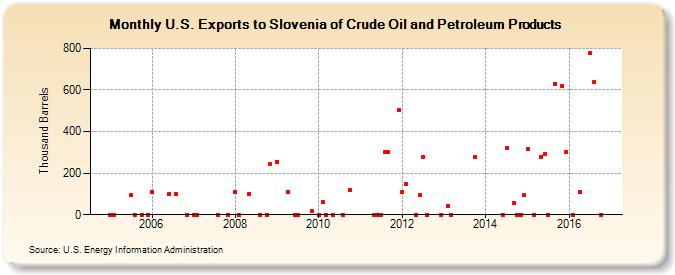 Monthly U.S. Exports to Slovenia of Crude Oil and Petroleum Products
Thousand Barrels
800
600
400
200
0
2006 2008 2010 2012 2014 2016
Source: U.S. Energy Information Administration